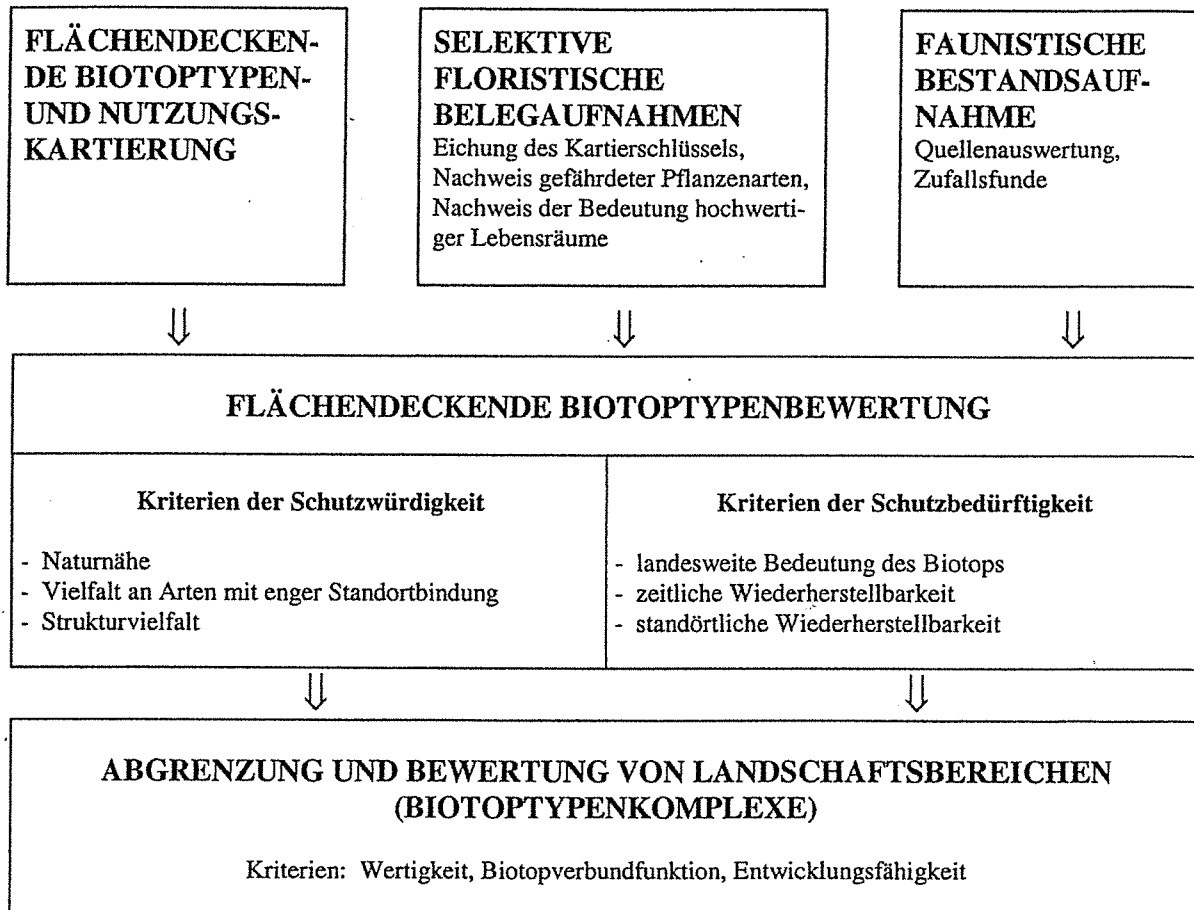 FLÄCHENDECKEN-
DE BIOTOPTYPEN-
UND NUTZUNGS-
KARTIERUNG
SELEKTIVE
FLORISTISCHE
BELEGAUFNAHMEN
Eichung des Kartierschlüssels,
Nachweis gefährdeter Pflanzenarten,
Nachweis der Bedeutung hochwerti-
ger Lebensräume
FAUNISTISCHE
BESTANDSAUF-
NAHME
Quellenauswertung,
Zufallsfunde
FLÄCHENDECKENDE BIOTOPTYPENBEWERTUNG
Kriterien der Schutzwürdigkeit
- Naturnähe
- Vielfalt an Arten mit enger Standortbindung
- Strukturvielfalt
Kriterien der Schutzbedürftigkeit
- landesweite Bedeutung des Biotops
- zeitliche Wiederherstellbarkeit
- standörtliche Wiederherstellbarkeit
ABGRENZUNG UND BEWERTUNG VON LANDSCHAFTSBEREICHEN
(BIOTOPTYPENKOMPLEXE)
Kriterien: Wertigkeit, Biotopverbundfunktion, Entwicklungsfähigkeit